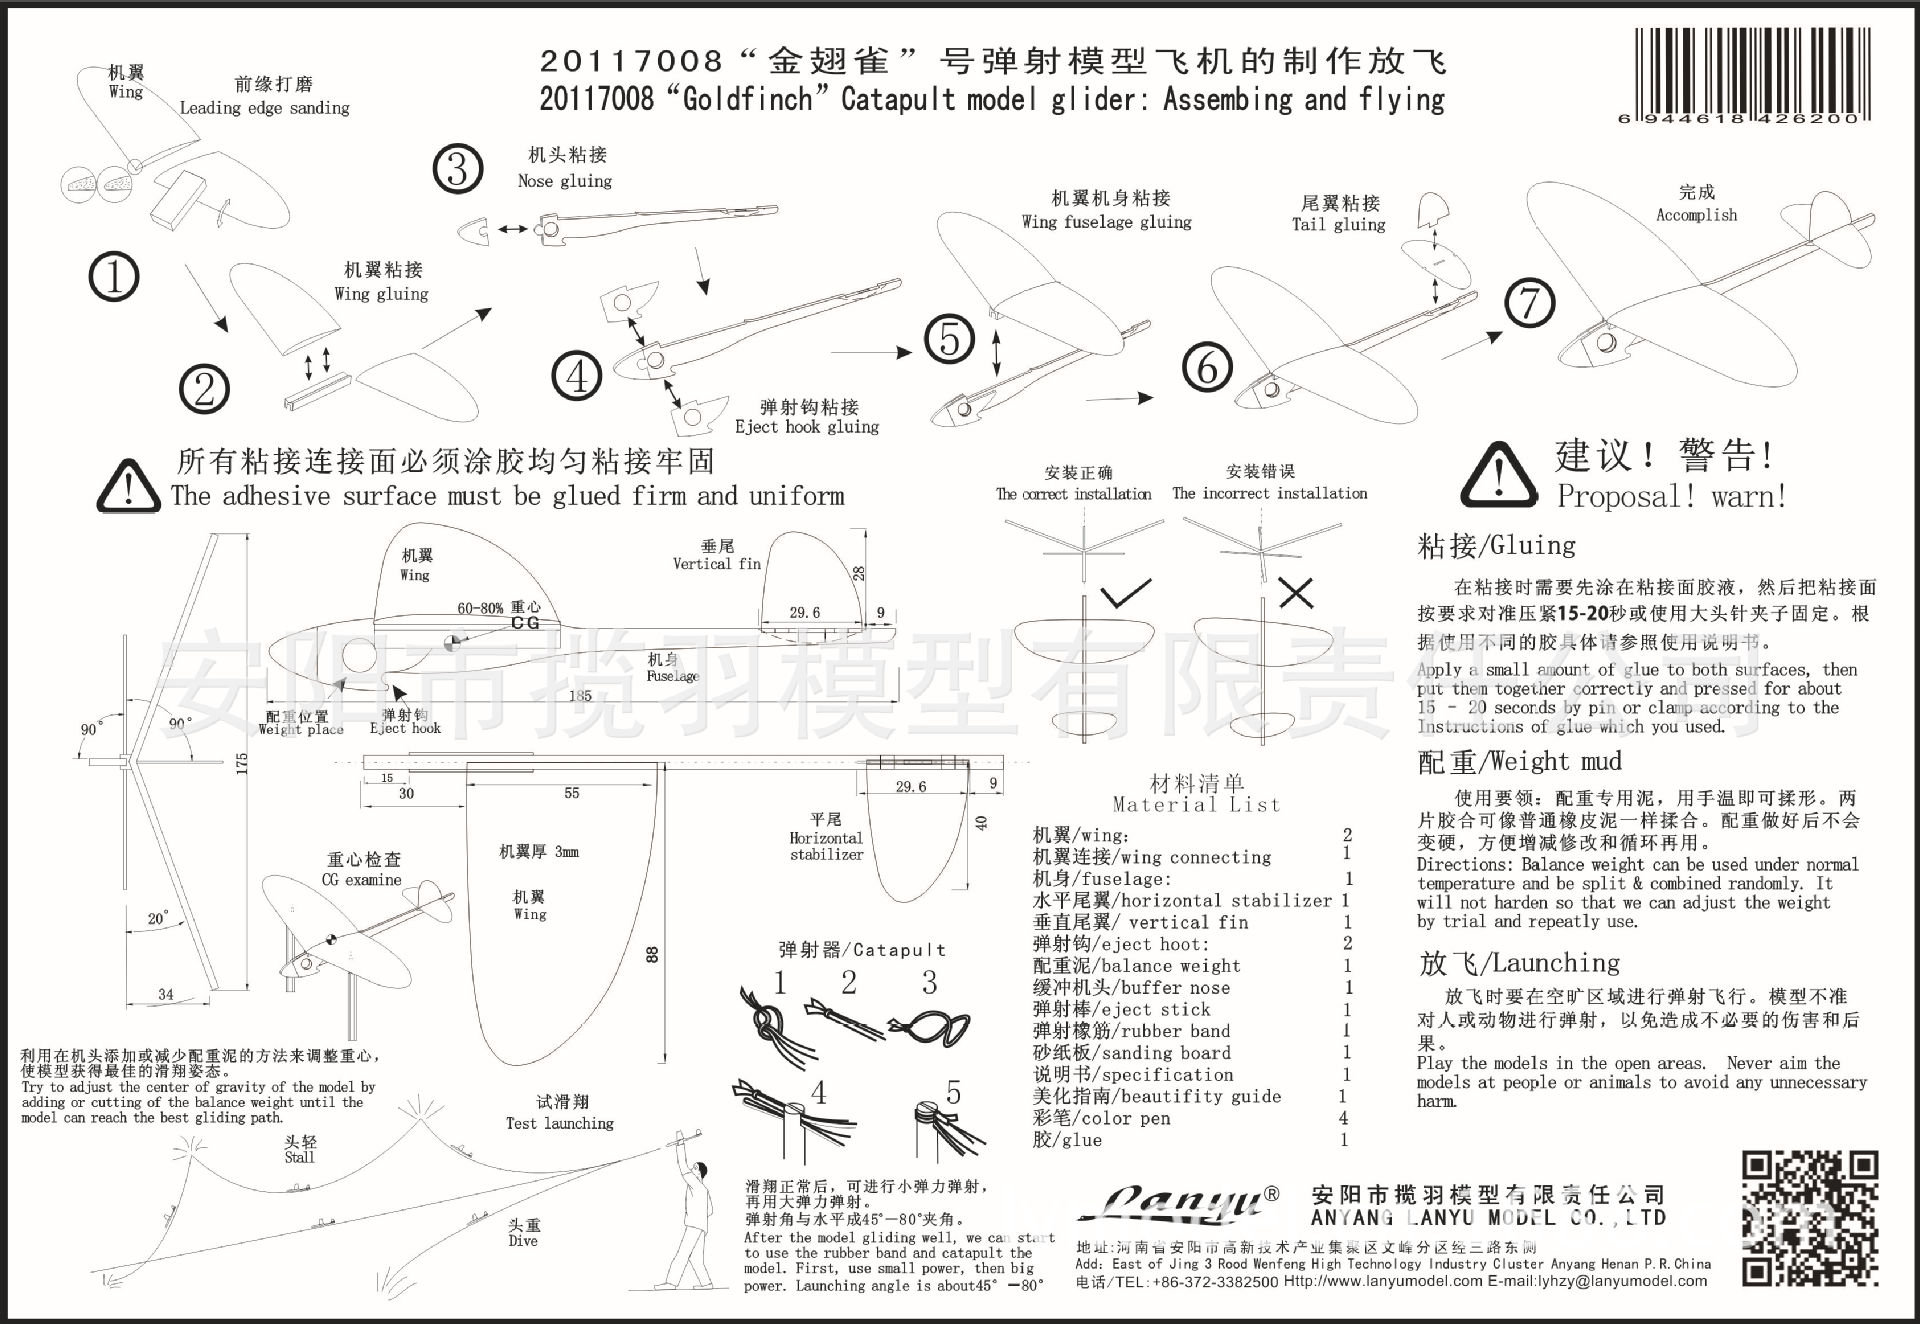 20117008“金翅雀”号弹射模型飞机的制作放飞
20117008“Goldfinch”Catapult model glider: Assembing and flying
6 944618 426200
机翼
Wing
前缘打磨
Leading edge sanding
①
机翼粘接
Wing gluing
②
③
机头粘接
Nose gluing
④
弹射钩粘接
Eject hook gluing
⑤
机翼机身粘接
Wing fuselage gluing
⑥
尾翼粘接
Tail gluing
⑦
完成
Accomplish
所有粘接连接面必须涂胶均匀粘接牢固
The adhesive surface must be glued firm and uniform
安装正确
The correct installation
安装错误
The incorrect installation
90°
90°
175
20°
34
机翼
Wing
60-80% 重心
CG
垂尾
Vertical fin
28
29.6
9
机身
Fuselage
185
配重位置
Weight place
弹射钩
Eject hook
15
30
55
29.6
9
40
平尾
Horizontal
stabilizer
机翼厚 3mm
机翼
Wing
88
重心检查
CG examine
利用在机头添加或减少配重泥的方法来调整重心，
使模型获得最佳的滑翔姿态。
Try to adjust the center of gravity of the model by
adding or cutting of the balance weight until the
model can reach the best gliding path.
头轻
Stall
试滑翔
Test launching
头重
Dive
弹射器/Catapult
1
2
3
4
5
滑翔正常后，可进行小弹力弹射，
再用大弹力弹射。
弹射角与水平成45°—80°夹角。
After the model gliding well, we can start
to use the rubber band and catapult the
model. First, use small power, then big
power. Launching angle is about45° —80°
材料清单
Material List
机翼/wing: 2
机翼连接/wing connecting 1
机身/fuselage: 1
水平尾翼/horizontal stabilizer 1
垂直尾翼/ vertical fin 1
弹射钩/eject hoot: 2
配重泥/balance weight 1
缓冲机头/buffer nose 1
弹射棒/eject stick 1
弹射橡筋/rubber band 1
砂纸板/sanding board 1
说明书/specification 1
美化指南/beautifity guide 1
彩笔/color pen 4
胶/glue 1
建议！警告！
Proposal! warn!
粘接/Gluing
在粘接时需要先涂在粘接面胶液，然后把粘接面
按要求对准压紧15-20秒或使用大头针夹子固定。根
据使用不同的胶具体请参照使用说明书。
Apply a small amount of glue to both surfaces, then
put them together correctly and pressed for about
15 － 20 seconds by pin or clamp according to the
Instructions of glue which you used.
配重/Weight mud
使用要领：配重专用泥，用手温即可揉形。两
片胶合可像普通橡皮泥一样揉合。配重做好后不会
变硬，方便增减修改和循环再用。
Directions: Balance weight can be used under normal
temperature and be split & combined randomly. It
will not harden so that we can adjust the weight
by trial and repeatly use.
放飞/Launching
放飞时要在空旷区域进行弹射飞行。模型不准
对人或动物进行弹射，以免造成不必要的伤害和后
果。
Play the models in the open areas. Never aim the
models at people or animals to avoid any unnecessary
harm.
Lanyu®
安阳市揽羽模型有限责任公司
ANYANG LANYU MODEL CO.,LTD
地址:河南省安阳市高新技术产业集聚区文峰分区经三路东侧
Add: East of Jing 3 Rood Wenfeng High Technology Industry Cluster Anyang Henan P.R.China
电话/TEL:+86-372-3382500 Http://www.lanyumodel.com E-mail:lyhzy@lanyumodel.com
安阳市揽羽模型有限责任公司